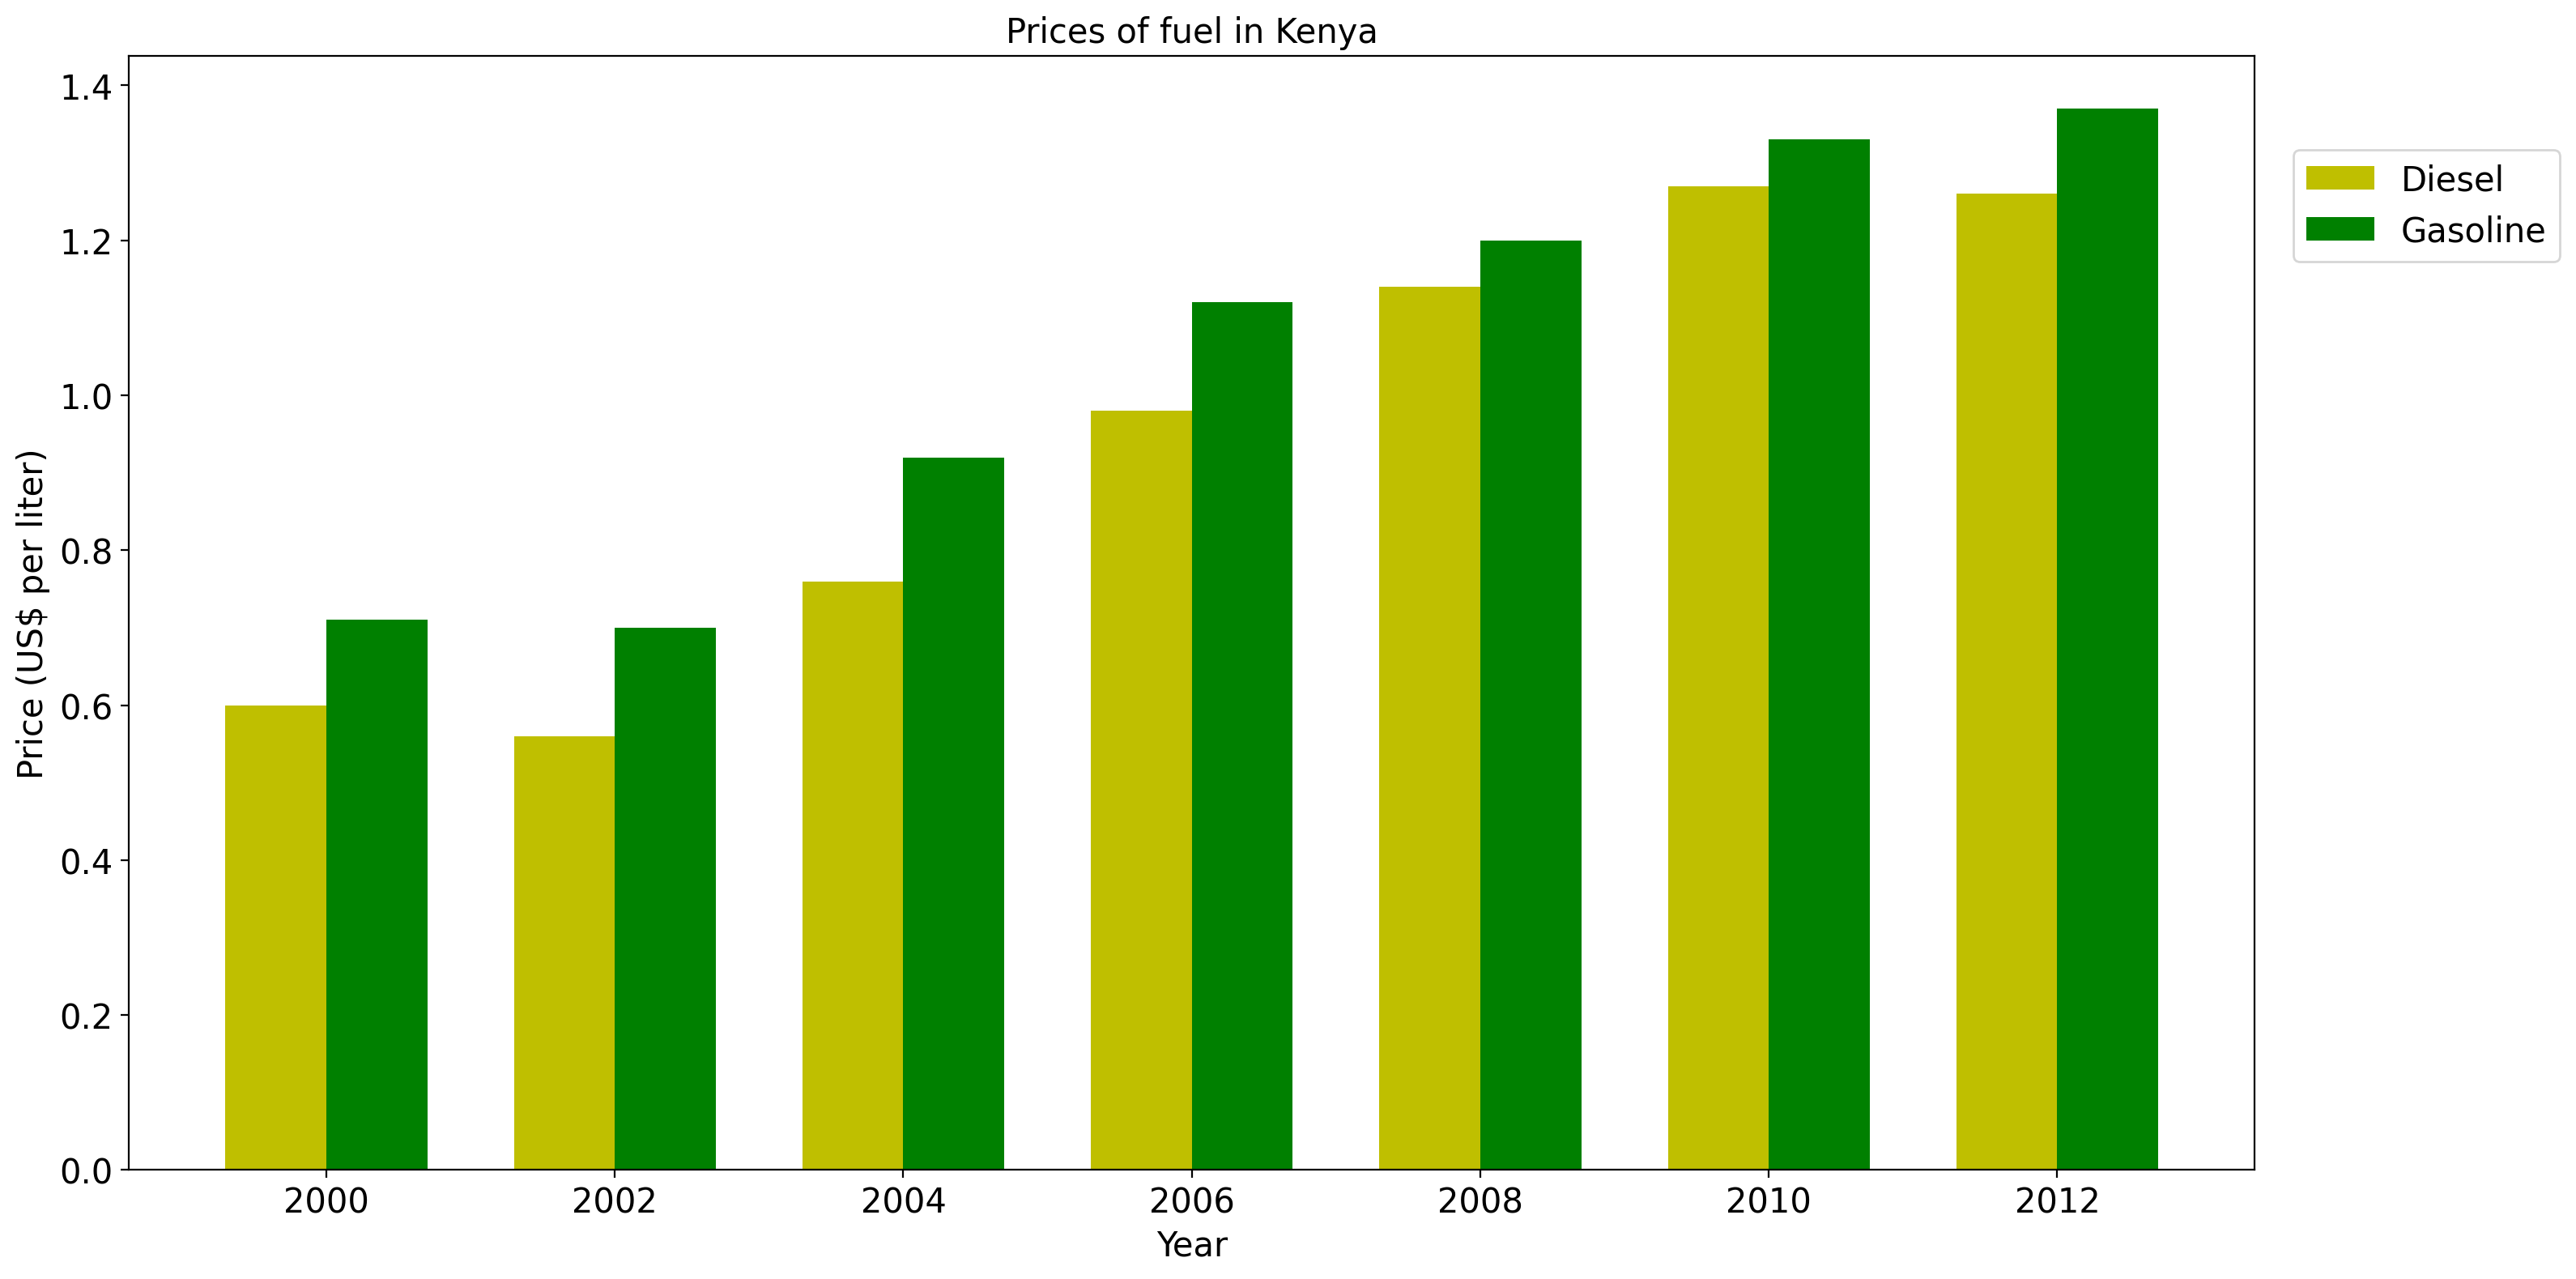 Prices of fuel in Kenya
1.4
1.2
1.0
0.8
0.6
0.4
0.2
0.0
Price (US$ per liter)
2000 2002 2004 2006 2008 2010 2012
Year
Diesel
Gasoline